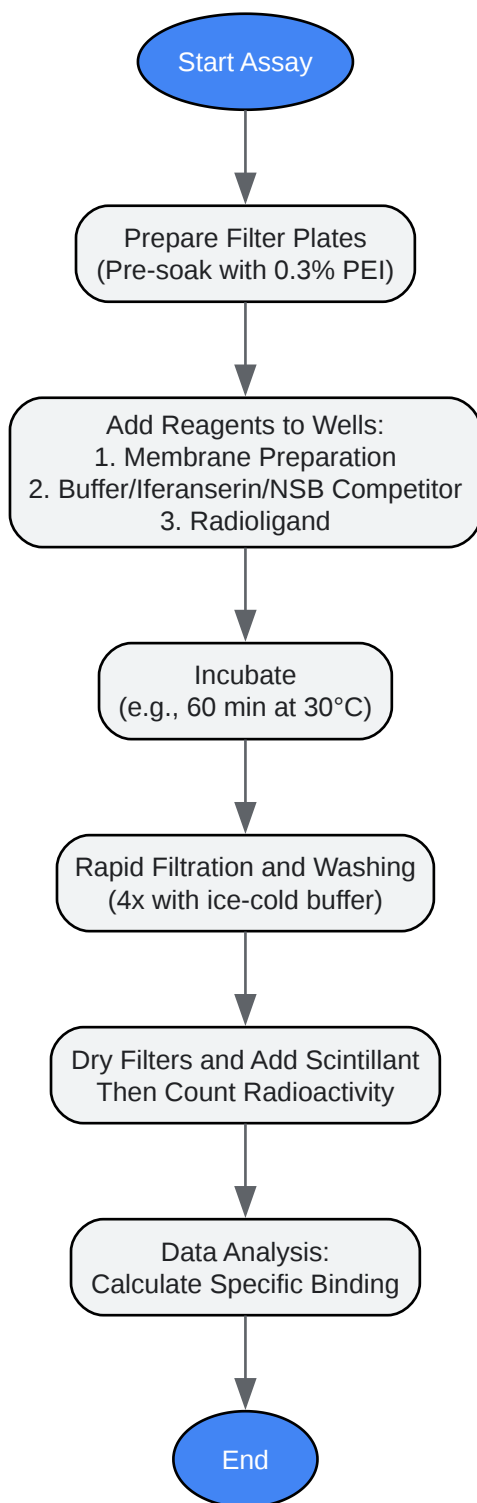 Start Assay
Prepare Filter Plates
(Pre-soak with 0.3% PEI)
Add Reagents to Wells:
1. Membrane Preparation
2. Buffer/Iferanserin/NSB Competitor
3. Radioligand
Incubate
(e.g., 60 min at 30°C)
Rapid Filtration and Washing
(4x with ice-cold buffer)
Dry Filters and Add Scintillant
Then Count Radioactivity
Data Analysis:
Calculate Specific Binding
End